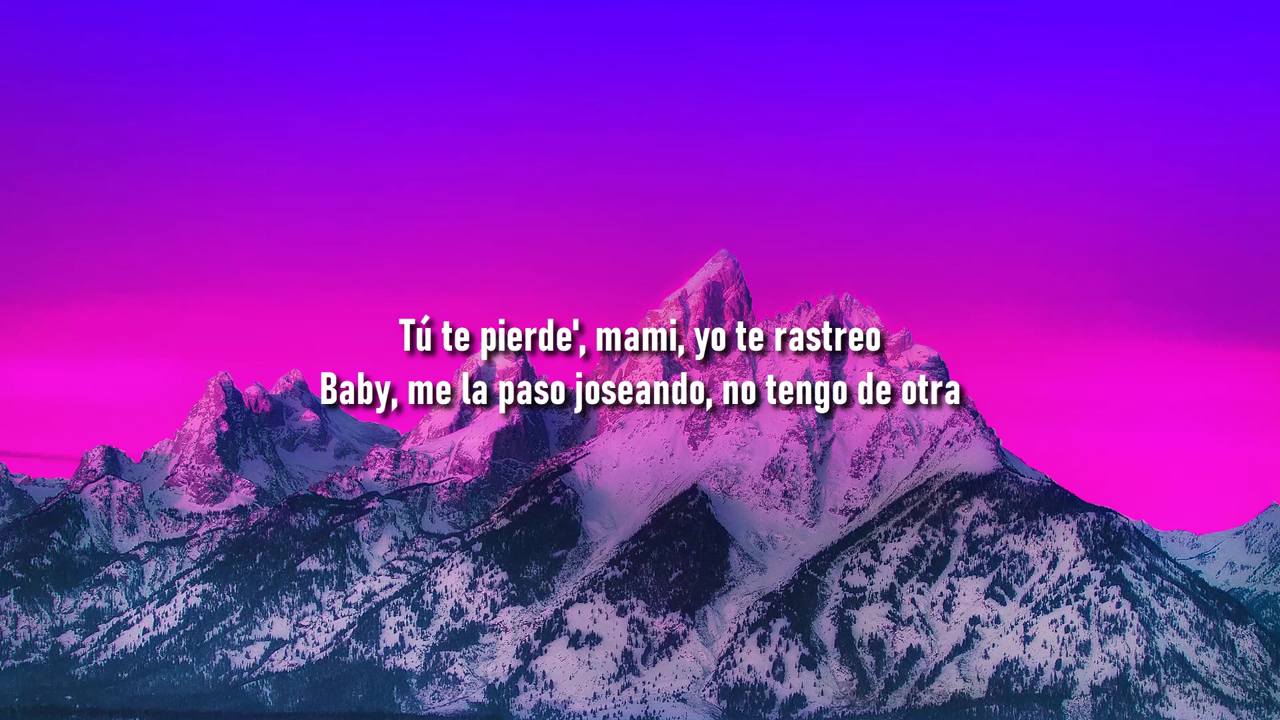 Tú te pierde', mami, yo te rastreo
Baby, me la paso joseando, no tengo de otra